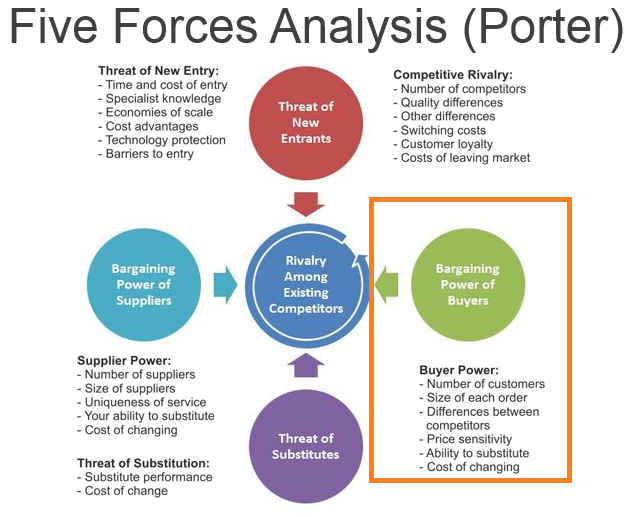 Five Forces Analysis (Porter)
Threat of New Entry:
- Time and cost of entry
- Specialist knowledge
- Economies of scale
- Cost advantages
- Technology protection
- Barriers to entry
Threat of
New
Entrants
Competitive Rivalry:
- Number of competitors
- Quality differences
- Other differences
- Switching costs
- Customer loyalty
- Costs of leaving market
Bargaining
Power of
Suppliers
Rivalry
Among
Existing
Competitors
Bargaining
Power of
Buyers
Supplier Power:
- Number of suppliers
- Size of suppliers
- Uniqueness of service
- Your ability to substitute
- Cost of changing
Threat of Substitution:
- Substitute performance
- Cost of change
Threat of
Substitutes
Buyer Power:
- Number of customers
- Size of each order
- Differences between
competitors
- Price sensitivity
- Ability to substitute
- Cost of changing